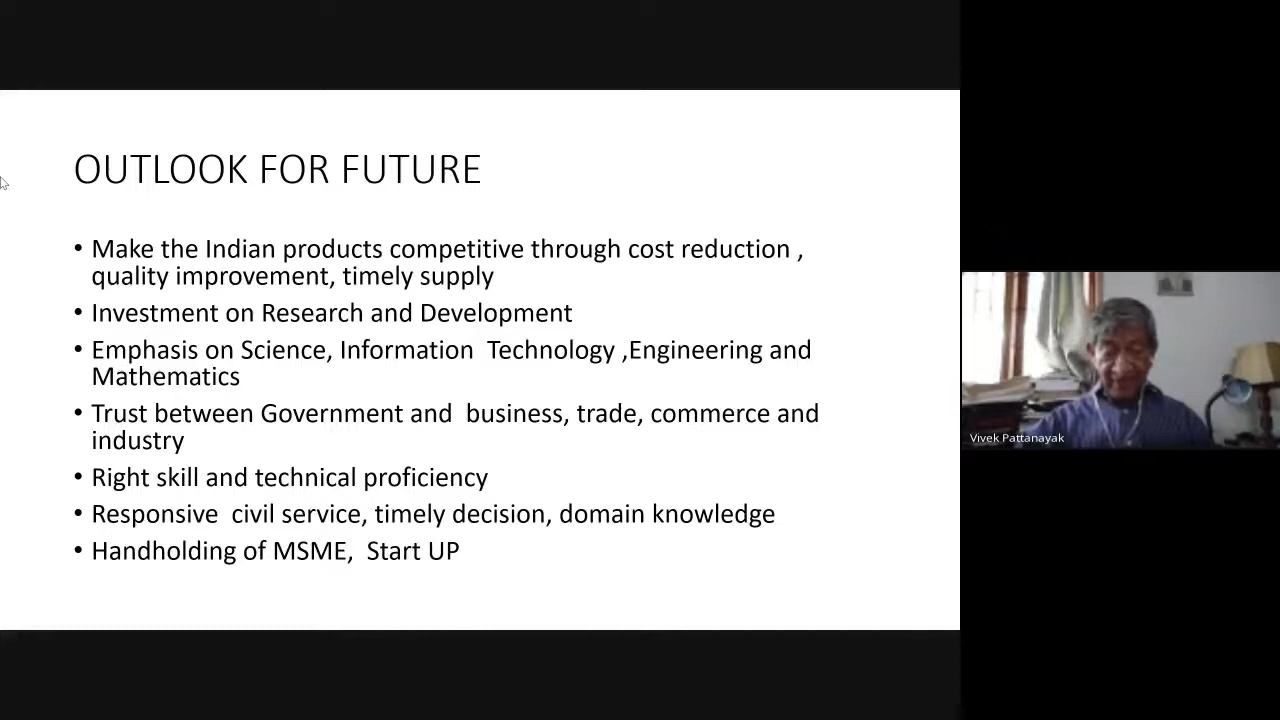 OUTLOOK FOR FUTURE
• Make the Indian products competitive through cost reduction ,
quality improvement, timely supply
• Investment on Research and Development
• Emphasis on Science, Information  Technology ,Engineering and
Mathematics
• Trust between Government and  business, trade, commerce and
industry
• Right skill and technical proficiency
• Responsive  civil service, timely decision, domain knowledge
• Handholding of MSME,  Start UP
Vivek Pattanayak